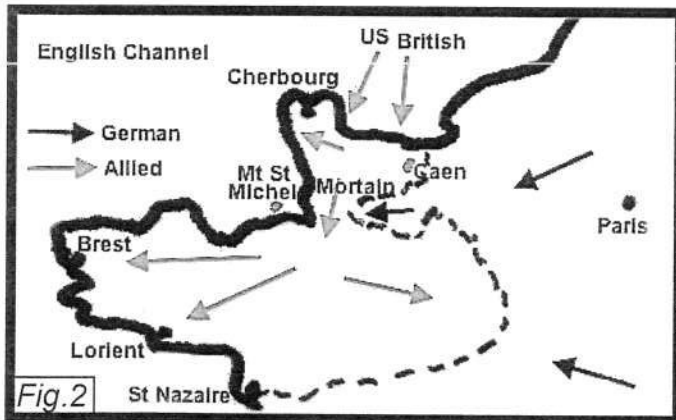 US British
English Channel
Cherbourg
German
Allied
Mt St
Michel
Mortain
Caen
Paris
Brest
Lorient
St Nazaire
Fig.2